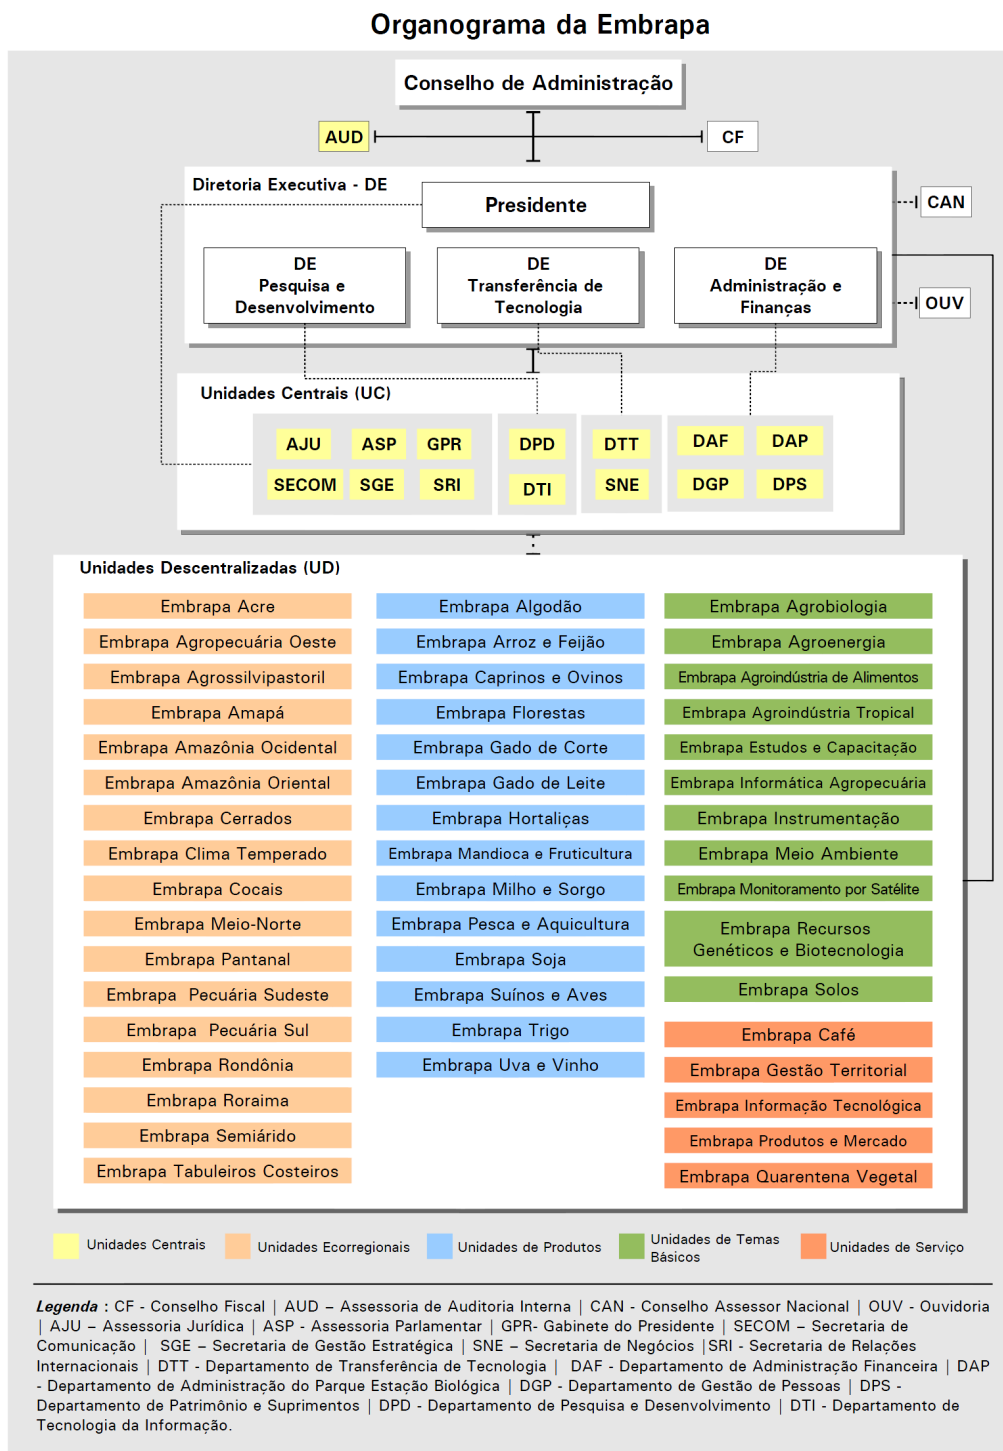 Organograma da Embrapa
Conselho de Administração
AUD
CF
Diretoria Executiva - DE
Presidente
CAN
DE
Pesquisa e
Desenvolvimento
DE
Transferência de
Tecnologia
DE
Administração e
Finanças
OUV
Unidades Centrais (UC)
AJU
ASP
GPR
SECOM
SGE
SRI
DPD
DTI
DTT
SNE
DAF
DAP
DGP
DPS
Unidades Descentralizadas (UD)
Embrapa Acre
Embrapa Agropecuária Oeste
Embrapa Agrossilvipastoril
Embrapa Amapá
Embrapa Amazônia Ocidental
Embrapa Amazônia Oriental
Embrapa Cerrados
Embrapa Clima Temperado
Embrapa Cocais
Embrapa Meio-Norte
Embrapa Pantanal
Embrapa  Pecuária Sudeste
Embrapa  Pecuária Sul
Embrapa Rondônia
Embrapa Roraima
Embrapa Semiárido
Embrapa Tabuleiros Costeiros
Embrapa Algodão
Embrapa Arroz e Feijão
Embrapa Caprinos e Ovinos
Embrapa Florestas
Embrapa Gado de Corte
Embrapa Gado de Leite
Embrapa Hortaliças
Embrapa Mandioca e Fruticultura
Embrapa Milho e Sorgo
Embrapa Pesca e Aquicultura
Embrapa Soja
Embrapa Suínos e Aves
Embrapa Trigo
Embrapa Uva e Vinho
Embrapa Agrobiologia
Embrapa Agroenergia
Embrapa Agroindústria de Alimentos
Embrapa Agroindústria Tropical
Embrapa Estudos e Capacitação
Embrapa Informática Agropecuária
Embrapa Instrumentação
Embrapa Meio Ambiente
Embrapa Monitoramento por Satélite
Embrapa Recursos
Genéticos e Biotecnologia
Embrapa Solos
Embrapa Café
Embrapa Gestão Territorial
Embrapa Informação Tecnológica
Embrapa Produtos e Mercado
Embrapa Quarentena Vegetal
Unidades Centrais
Unidades Ecorregionais
Unidades de Produtos
Unidades de Temas
Básicos
Unidades de Serviço
Legenda : CF - Conselho Fiscal | AUD – Assessoria de Auditoria Interna | CAN - Conselho Assessor Nacional | OUV - Ouvidoria
| AJU – Assessoria Jurídica | ASP - Assessoria Parlamentar | GPR- Gabinete do Presidente | SECOM – Secretaria de
Comunicação |  SGE – Secretaria de Gestão Estratégica | SNE – Secretaria de Negócios |SRI - Secretaria de Relações
Internacionais | DTT - Departamento de Transferência de Tecnologia |  DAF - Departamento de Administração Financeira | DAP
- Departamento de Administração do Parque Estação Biológica | DGP - Departamento de Gestão de Pessoas | DPS -
Departamento de Patrimônio e Suprimentos | DPD - Departamento de Pesquisa e Desenvolvimento | DTI - Departamento de
Tecnologia da Informação.